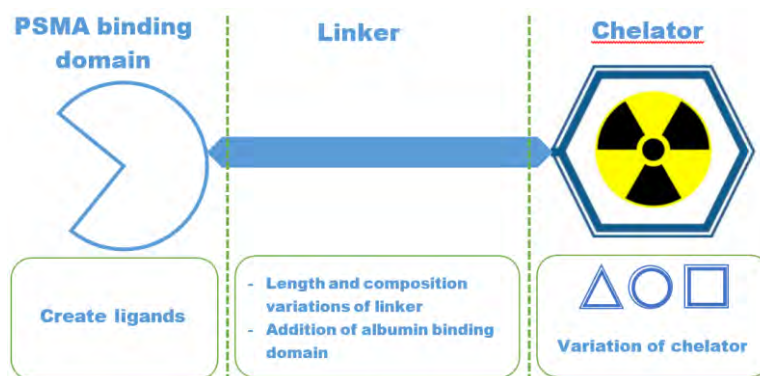 PSMA binding
domain
Linker
Chelator
Create ligands
- Length and composition
variations of linker
- Addition of albumin binding
domain
Variation of chelator